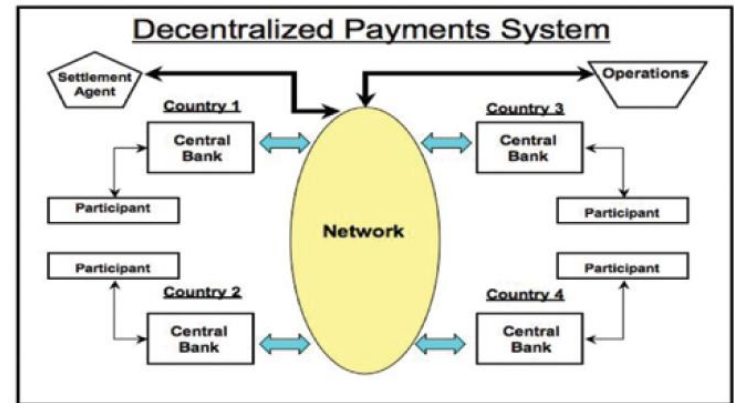 Decentralized Payments System
Settlement
Agent
Operations
Country 1
Central
Bank
Participant
Country 3
Central
Bank
Participant
Network
Participant
Country 2
Central
Bank
Participant
Country 4
Central
Bank